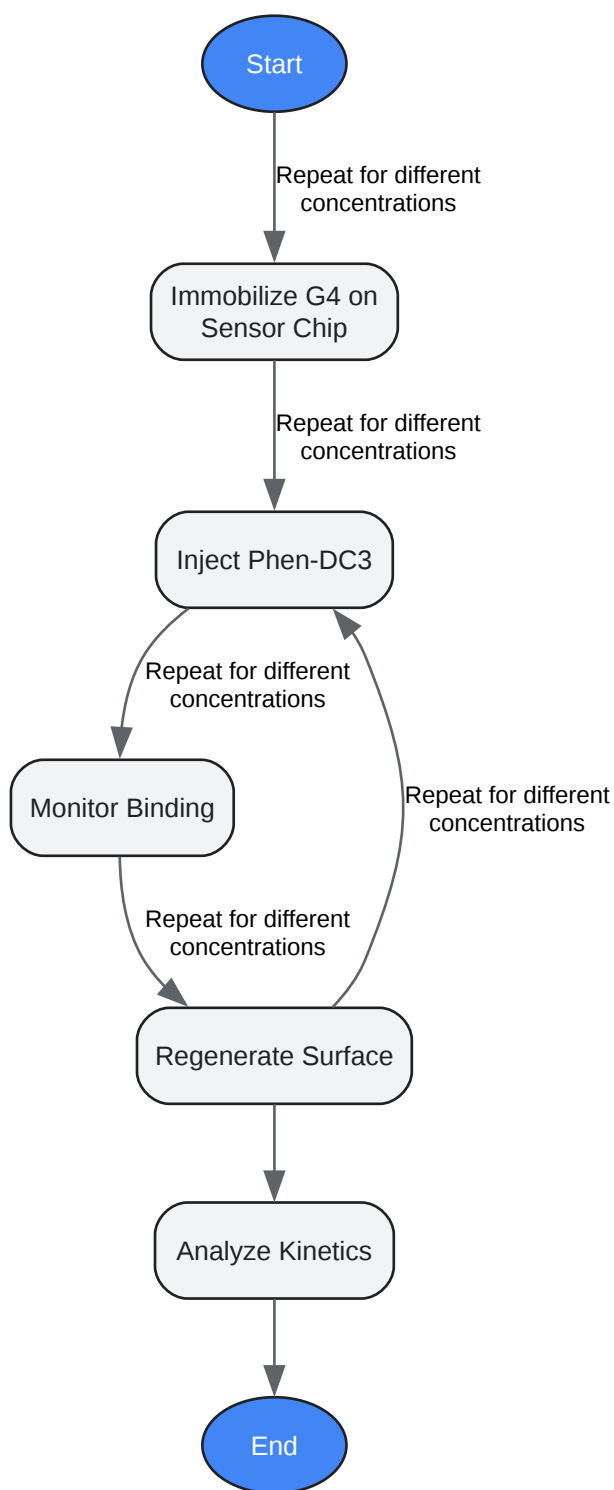 Start
Repeat for different
concentrations
Immobilize G4 on
Sensor Chip
Repeat for different
concentrations
Inject Phen-DC3
Repeat for different
concentrations
Monitor Binding
Repeat for different
concentrations
Repeat for different
concentrations
Regenerate Surface
Analyze Kinetics
End